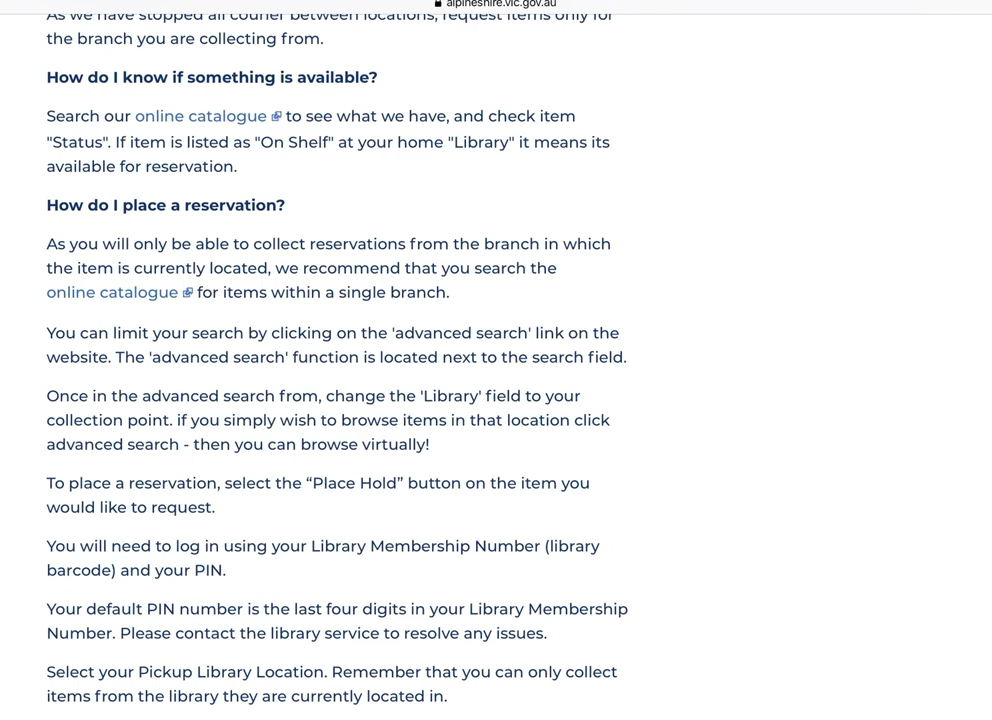 alpineshire.vic.gov.au
As we have stopped all courier between locations, request items only for
the branch you are collecting from.
How do I know if something is available?
Search our online catalogue to see what we have, and check item
"Status". If item is listed as "On Shelf" at your home "Library" it means its
available for reservation.
How do I place a reservation?
As you will only be able to collect reservations from the branch in which
the item is currently located, we recommend that you search the
online catalogue for items within a single branch.
You can limit your search by clicking on the 'advanced search' link on the
website. The 'advanced search' function is located next to the search field.
Once in the advanced search from, change the 'Library' field to your
collection point. if you simply wish to browse items in that location click
advanced search - then you can browse virtually!
To place a reservation, select the “Place Hold” button on the item you
would like to request.
You will need to log in using your Library Membership Number (library
barcode) and your PIN.
Your default PIN number is the last four digits in your Library Membership
Number. Please contact the library service to resolve any issues.
Select your Pickup Library Location. Remember that you can only collect
items from the library they are currently located in.